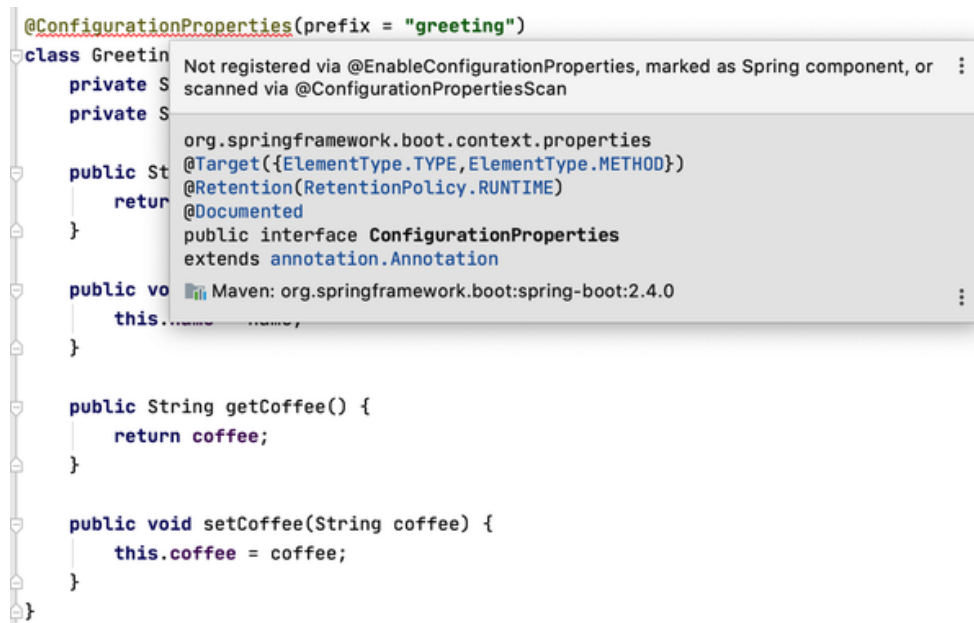 @ConfigurationProperties(prefix = "greeting")
class Greetin
Not registered via @EnableConfigurationProperties, marked as Spring component, or
private S
scanned via @ConfigurationPropertiesScan
private S
org.springframework.boot.context.properties
@Target({ElementType.TYPE,ElementType.METHOD})
public St
@Retention(RetentionPolicy.RUNTIME)
retur
@Documented
}
public interface ConfigurationProperties
extends annotation.Annotation
public vo
Maven: org.springframework.boot:spring-boot:2.4.0
this.
}
public String getCoffee() {
return coffee;
}
public void setCoffee(String coffee) {
this.coffee = coffee;
}
}